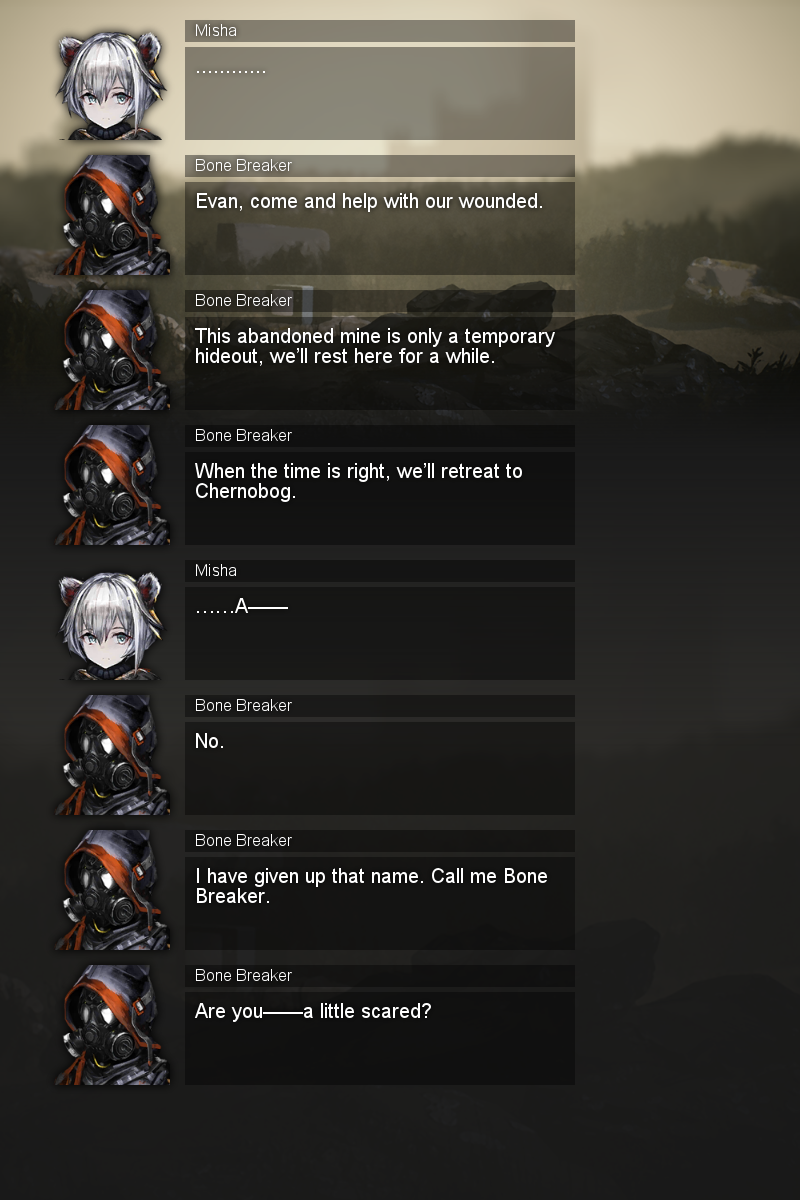 Misha
…………
Bone Breaker
Evan, come and help with our wounded.
Bone Breaker
This abandoned mine is only a temporary
hideout, we’ll rest here for a while.
Bone Breaker
When the time is right, we’ll retreat to
Chernobog.
Misha
……A——
Bone Breaker
No.
Bone Breaker
I have given up that name. Call me Bone
Breaker.
Bone Breaker
Are you——a little scared?